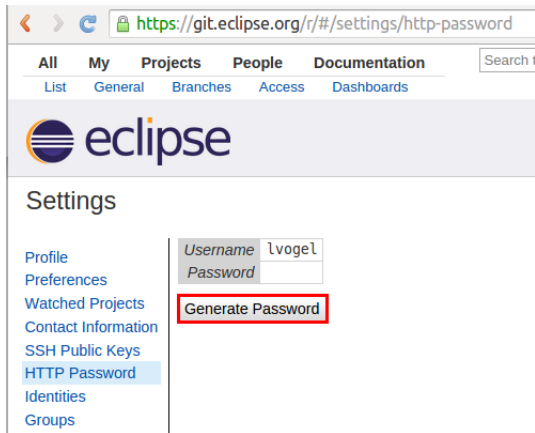 https://git.eclipse.org/r/#/settings/http-password
All My Projects People Documentation Search
List General Branches Access Dashboards
eclipse
Settings
Profile
Preferences
Watched Projects
Contact Information
SSH Public Keys
HTTP Password
Identities
Groups
Username lvogel
Password
Generate Password